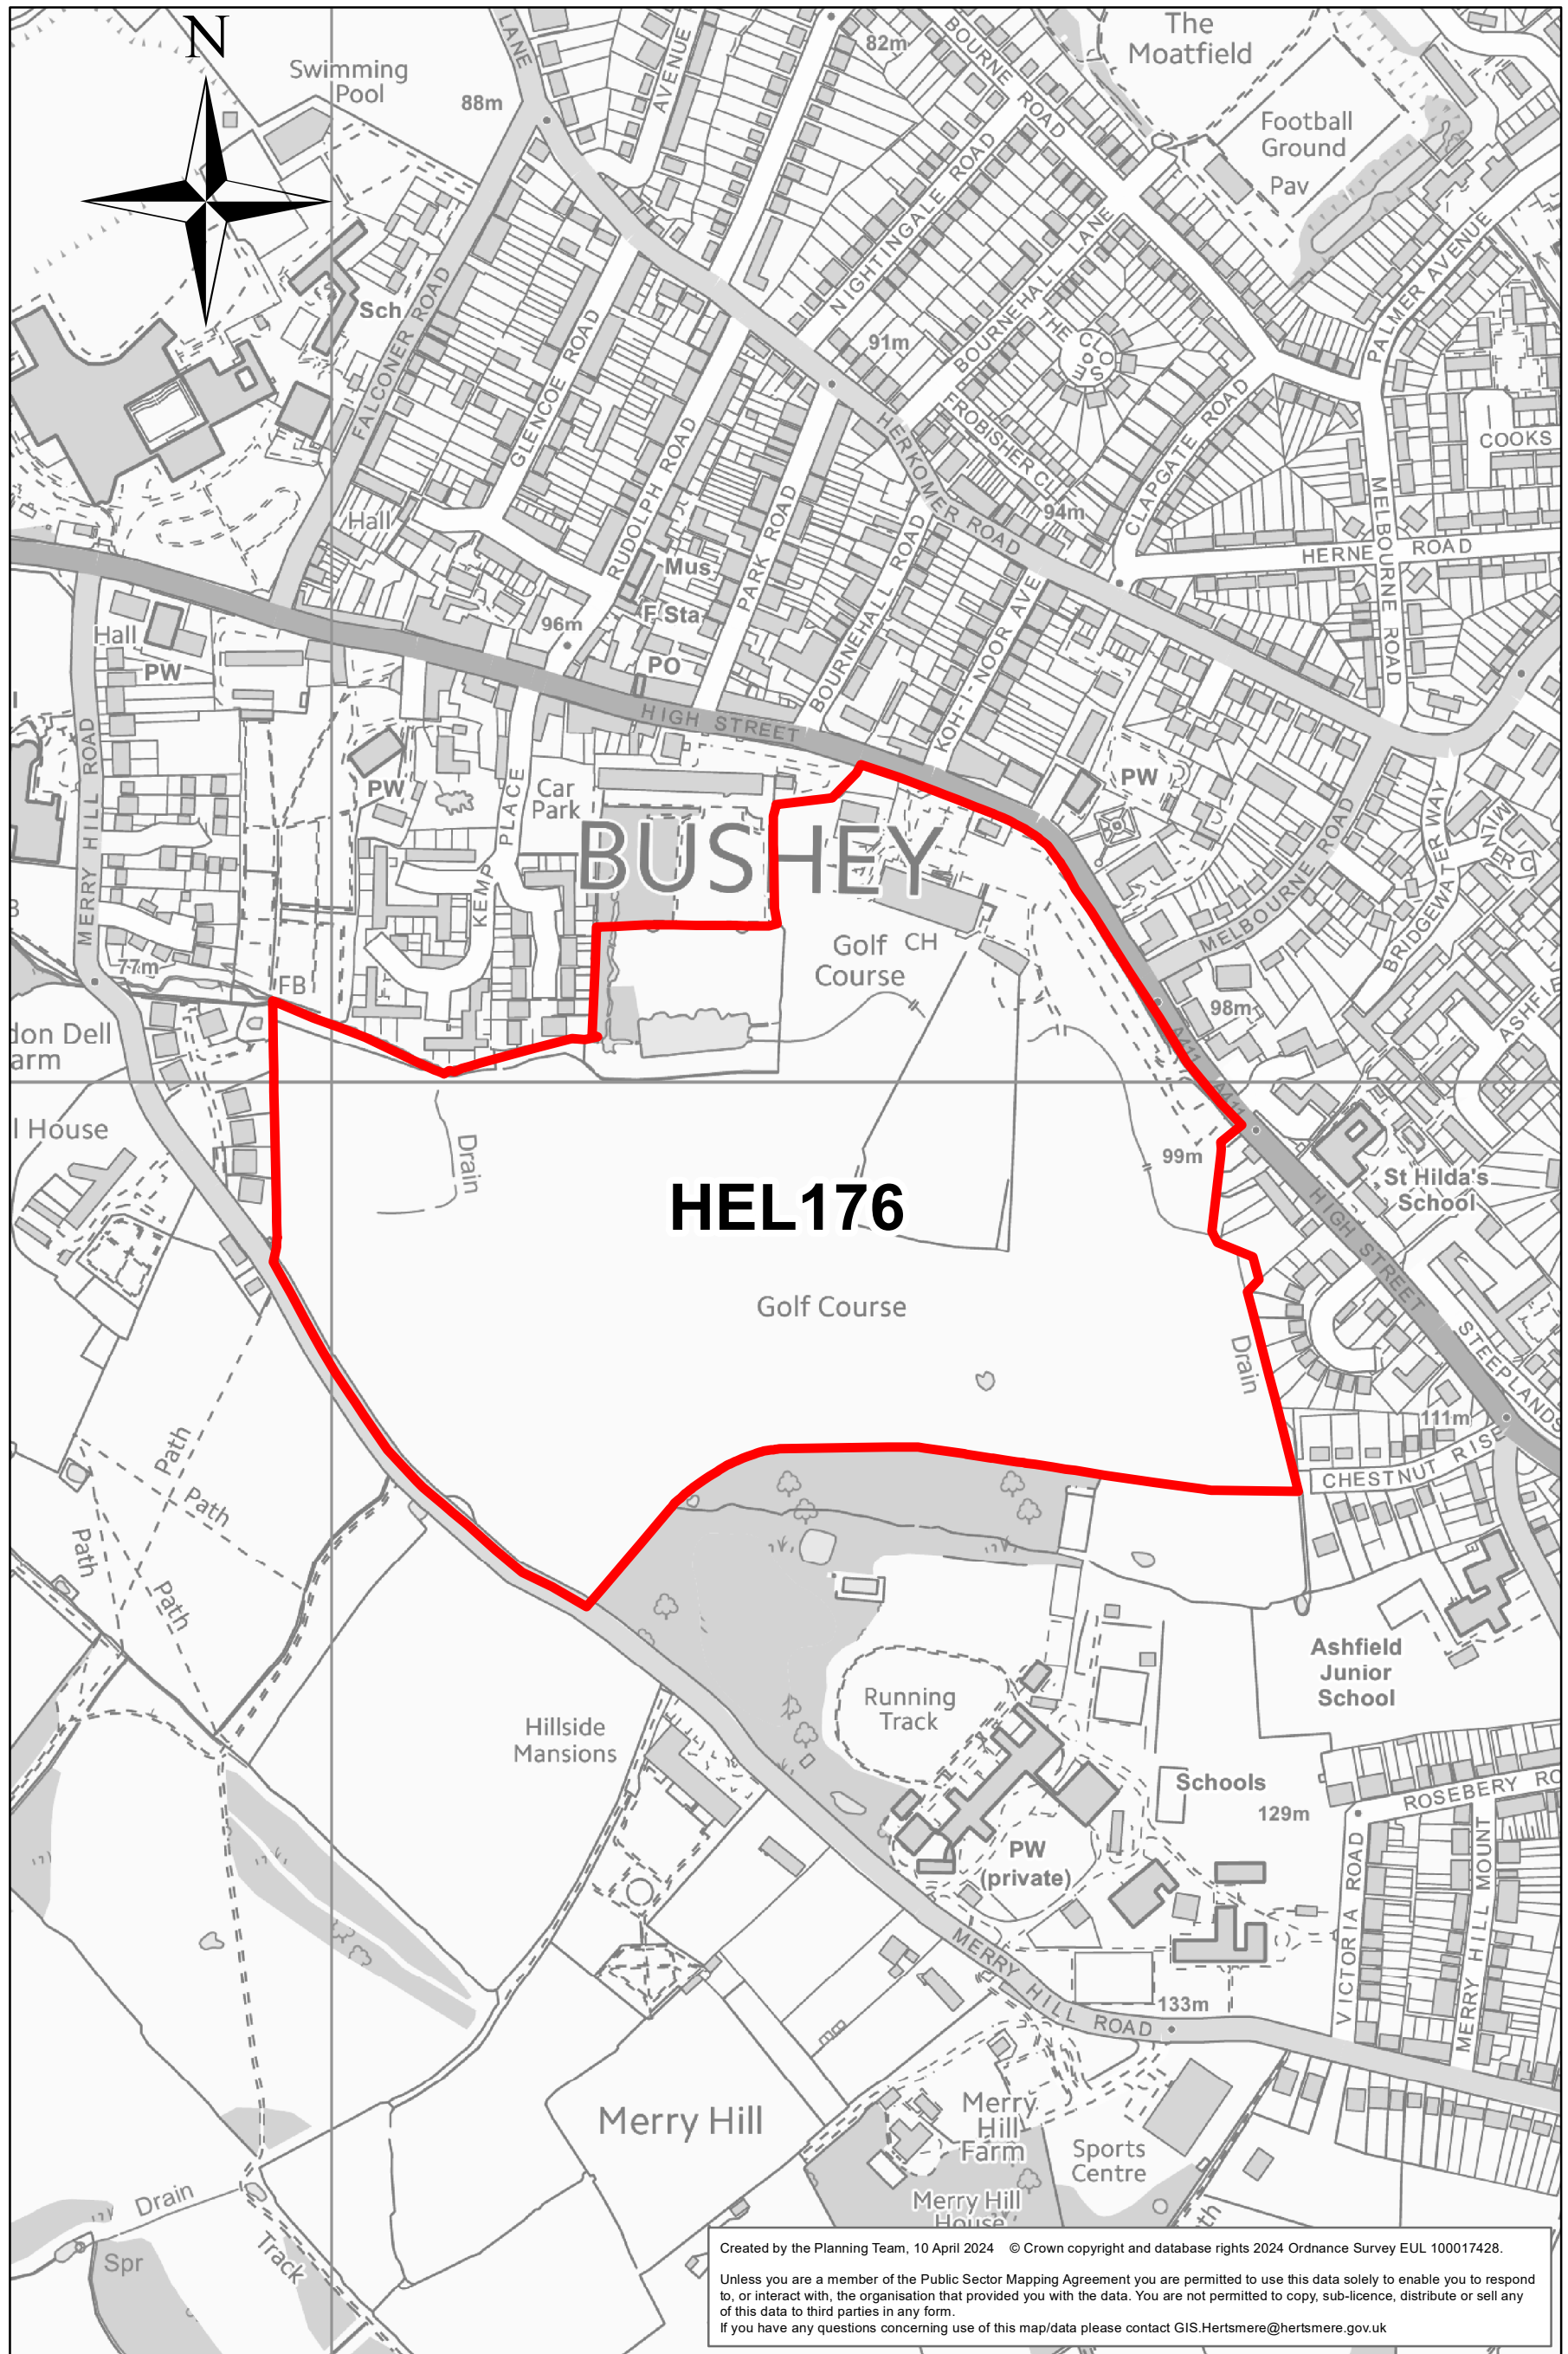 N
LANE
AVENUE
82m
BOURNE
ROAD
The
Moatfield
Swimming
Pool
88m
Football
Ground
Pav
NIGHTINGALE ROAD
BOURNEHALL LANE
PALMER AVENUE
Sch
FALCONER ROAD
GLENCOE ROAD
91m
THE
CLOSE
RUDOLPH ROAD
HERKOMER ROAD
FROBISHER CL
CLAPGATE ROAD
COOKS
94m
MELBOURNE ROAD
Hall
PARK ROAD
HERNE ROAD
Mus
BOURNEHALL ROAD
KOH-I-NOOR AVE
F Sta
96m
Hall
PW
PO
HIGH STREET
MERRY HILL ROAD
PW
KEMP PLACE
Car
Park
BUSHEY
PW
MELBOURNE ROAD
BRIDGEWATER WAY
Golf
Course
CH
77m
FB
98m
don Dell
arm
A411
A411
l House
Drain
99m
HEL176
St Hilda's
School
HIGH STREET
Golf Course
STEEPLANDS
Drain
111m
CHESTNUT RISE
Path
Path
Path
Path
Ashfield
Junior
School
Running
Track
Hillside
Mansions
Schools
129m
ROSEBERY RO
PW
(private)
VICTORIA ROAD
MERRY HILL MOUNT
MERRY HILL ROAD
133m
Merry Hill
Merry
Hill
Farm
Sports
Centre
Drain
Merry Hill
House
Spr
Track
Created by the Planning Team, 10 April 2024 © Crown copyright and database rights 2024 Ordnance Survey EUL 100017428.
Unless you are a member of the Public Sector Mapping Agreement you are permitted to use this data solely to enable you to respond
to, or interact with, the organisation that provided you with the data. You are not permitted to copy, sub-licence, distribute or sell any
of this data to third parties in any form.
If you have any questions concerning use of this map/data please contact GIS.Hertsmere@hertsmere.gov.uk